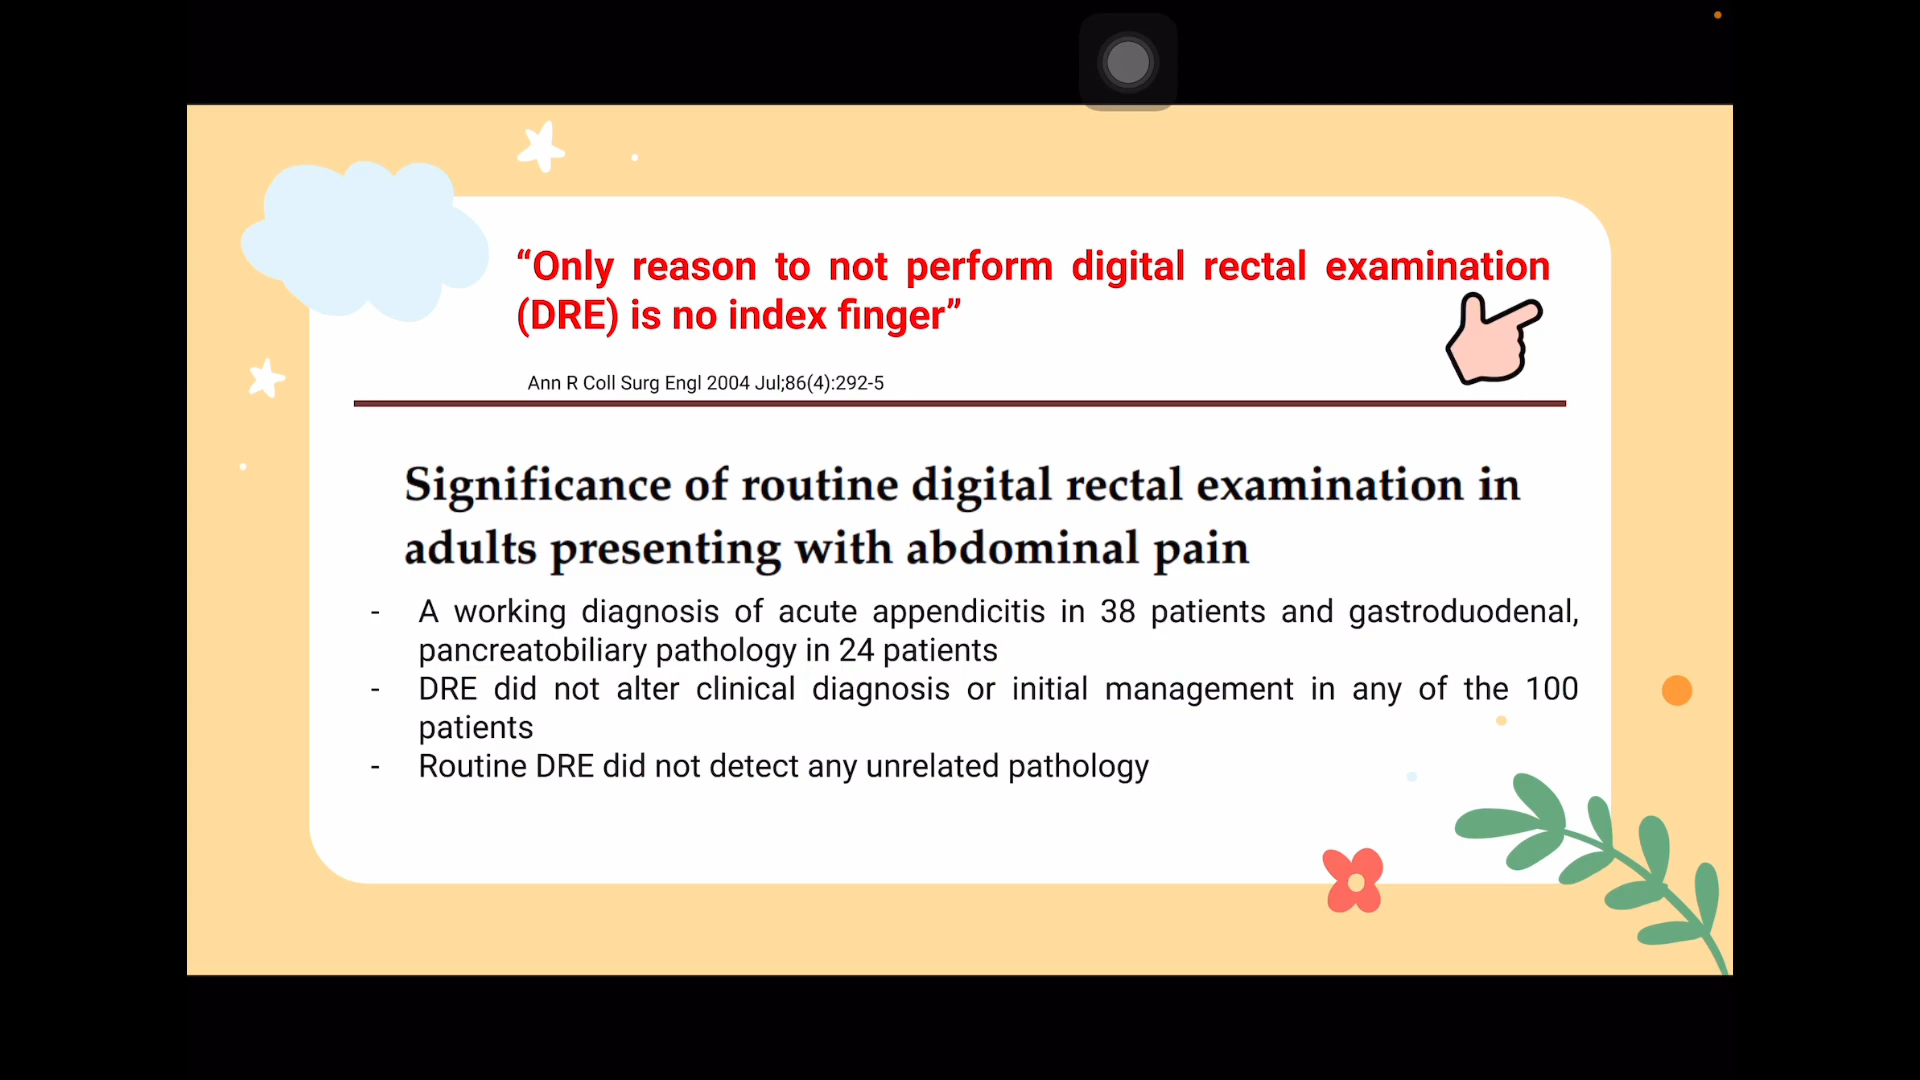 “Only reason to not perform digital rectal examination
(DRE) is no index finger”
Ann R Coll Surg Engl 2004 Jul;86(4):292-5
Significance of routine digital rectal examination in
adults presenting with abdominal pain
- A working diagnosis of acute appendicitis in 38 patients and gastroduodenal,
pancreatobiliary pathology in 24 patients
- DRE did not alter clinical diagnosis or initial management in any of the 100
patients
- Routine DRE did not detect any unrelated pathology